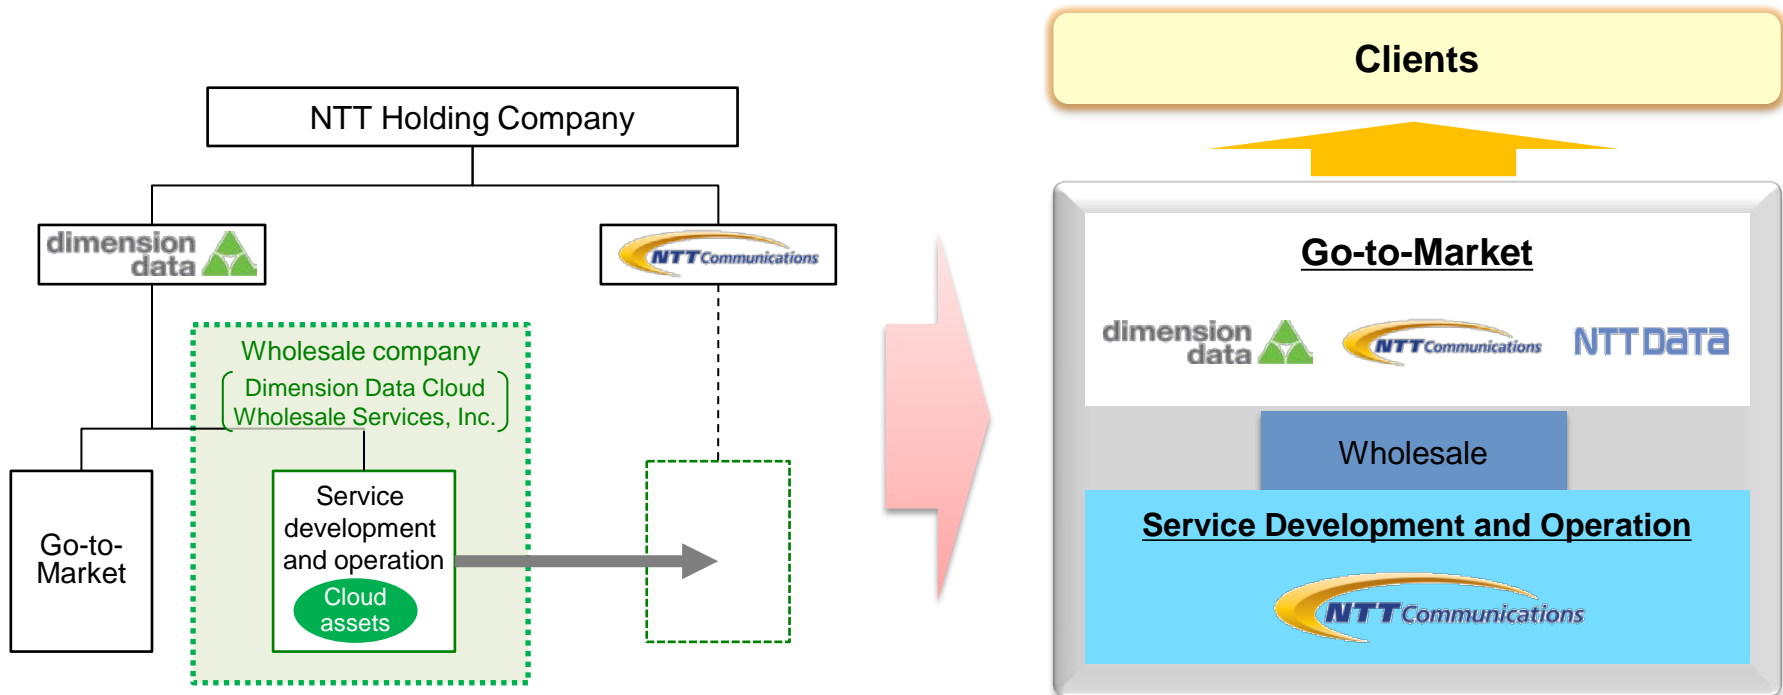 NTT Holding Company
dimension
data
NTT Communications
Wholesale company
Dimension Data Cloud
Wholesale Services, Inc.
Go-to-
Market
Service
development
and operation
Cloud
assets
Clients
Go-to-Market
dimension
data
NTT Communications
NTT DATA
Wholesale
Service Development and Operation
NTT Communications